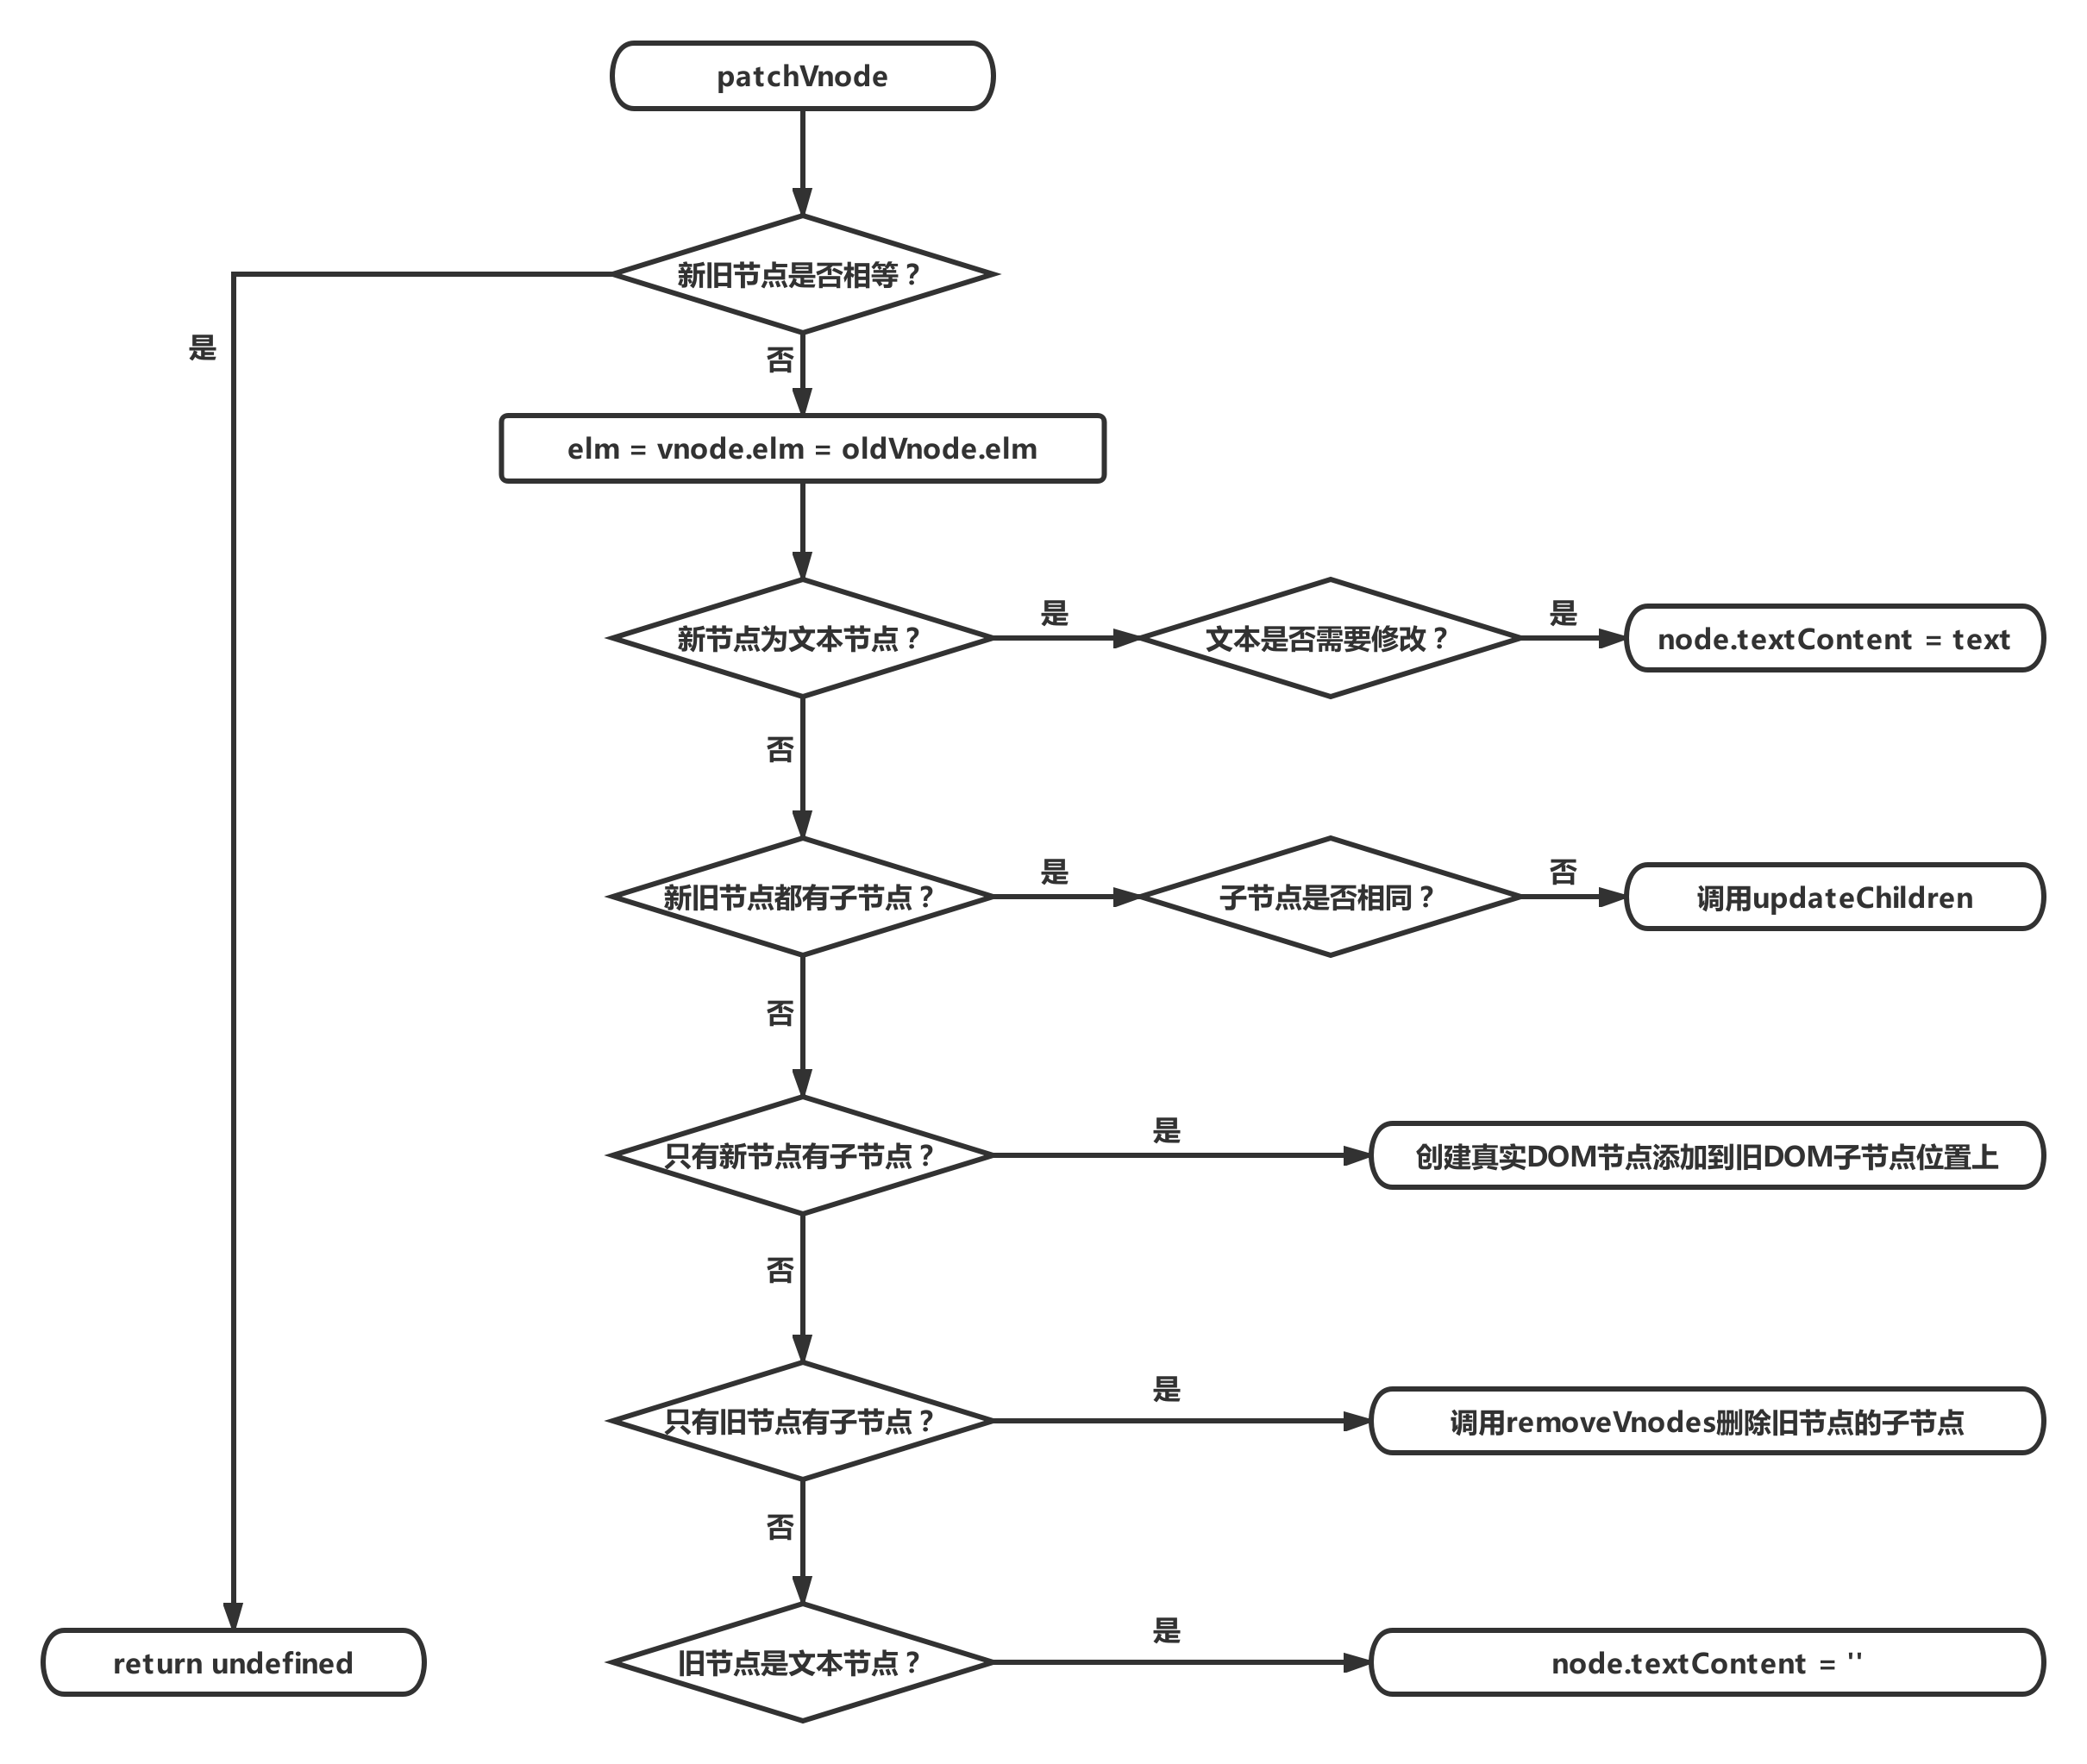 patchVnode
新旧节点是否相等？
是
否
elm = vnode.elm = oldVnode.elm
新节点为文本节点？
是
文本是否需要修改？
是
node.textContent = text
否
新旧节点都有子节点？
是
子节点是否相同？
否
调用updateChildren
否
只有新节点有子节点？
是
创建真实DOM节点添加到旧DOM子节点位置上
否
只有旧节点有子节点？
是
调用removeVnodes删除旧节点的子节点
否
旧节点是文本节点？
是
node.textContent = ''
return undefined